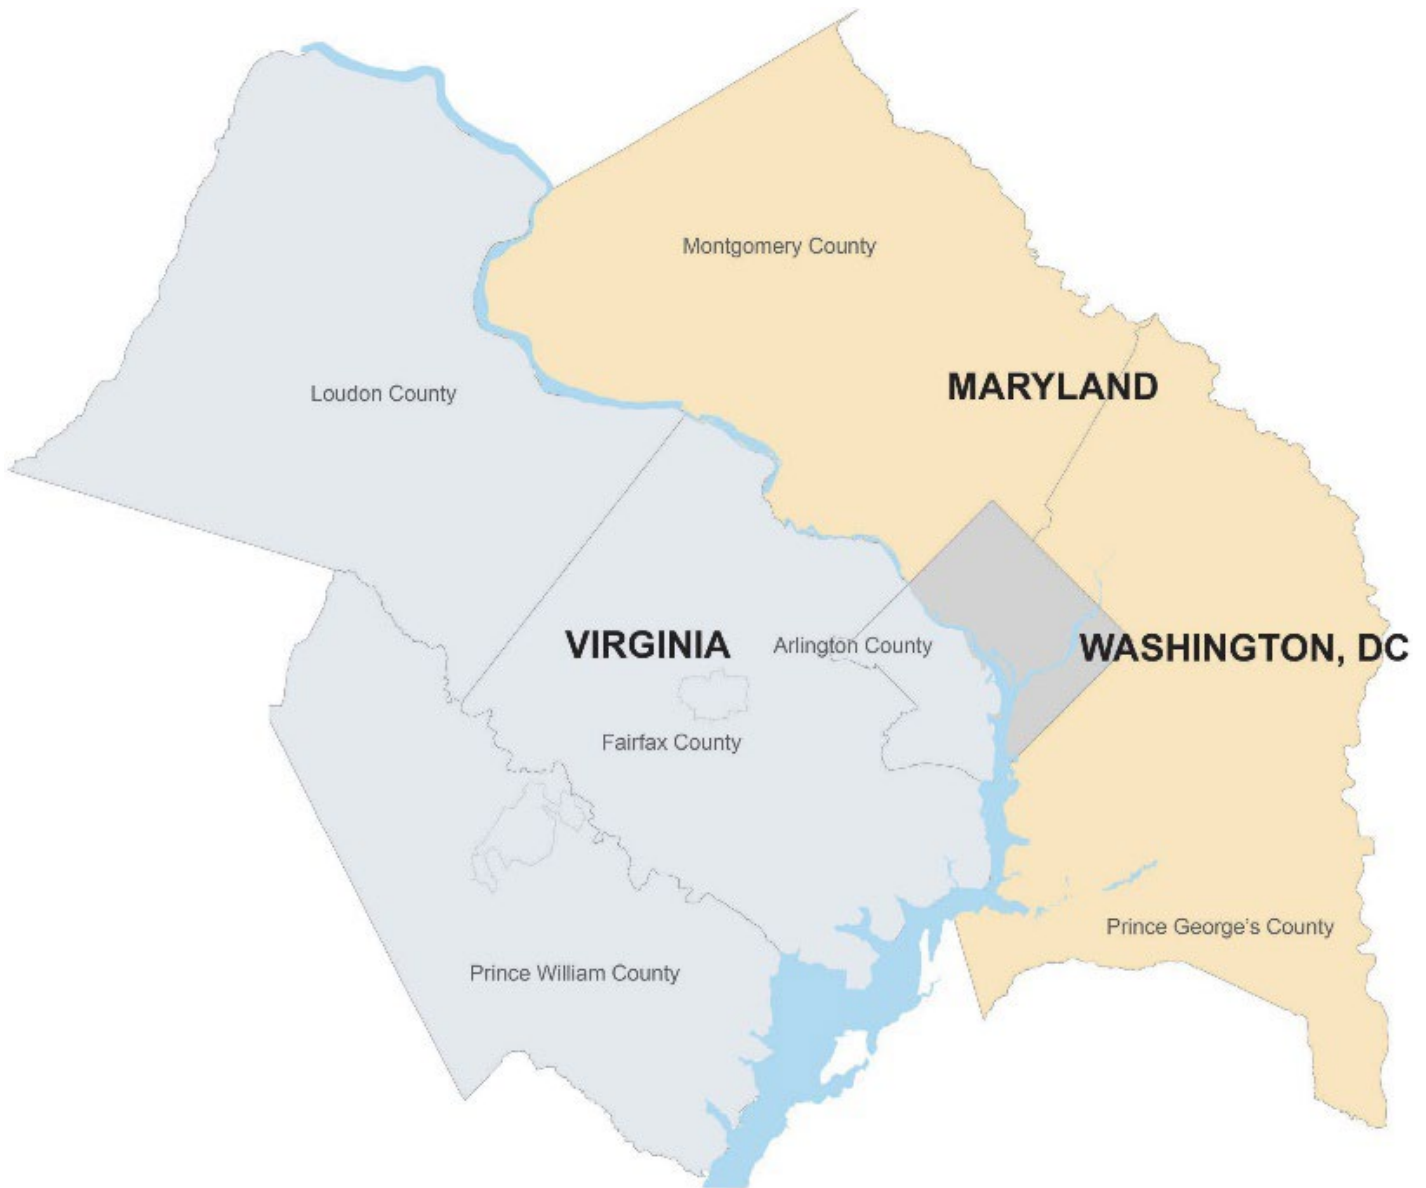 Montgomery County
MARYLAND
Loudon County
VIRGINIA
Arlington County
WASHINGTON, DC
Fairfax County
Prince George's County
Prince William County